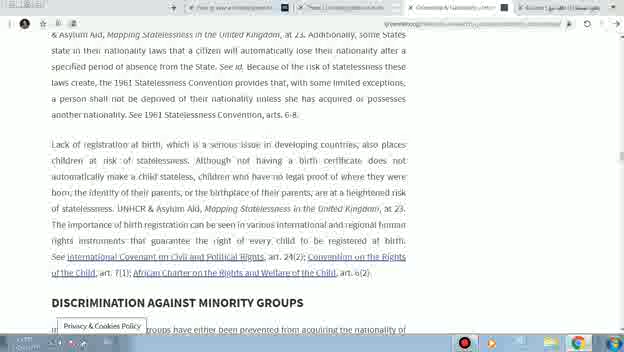 & Asylum Aid, Mapping Statelessness in the United Kingdom, at 23. Additionally, some States
state in their nationality laws that a citizen will automatically lose their nationality after a
specified period of absence from the State. See id. Because of the risk of statelessness these
laws create, the 1961 Statelessness Convention provides that, with some limited exceptions,
a person shall not be deprived of their nationality unless she has acquired or possesses
another nationality. See 1961 Statelessness Convention, arts. 6-8.
Lack of registration at birth, which is a serious issue in developing countries, also places
children at risk of statelessness. Although not having a birth certificate does not
automatically make a child stateless, children who have no legal proof of where they were
born, the identity of their parents, or the birthplace of their parents, are at a heightened risk
of statelessness. UNHCR & Asylum Aid, Mapping Statelessness in the United Kingdom, at 23.
The importance of birth registration can be seen in various international and regional human
rights instruments that guarantee the right of every child to be registered at birth.
See International Covenant on Civil and Political Rights, art. 24(2); Convention on the Rights
of the Child, art. 7(1); African Charter on the Rights and Welfare of the Child, art. 6(2).
DISCRIMINATION AGAINST MINORITY GROUPS
groups have either been prevented from acquiring the nationality of
Privacy & Cookies Policy